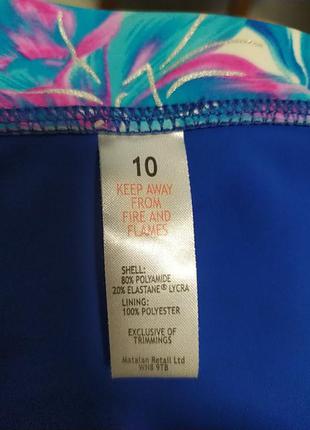 10
KEEP AWAY
FROM
FIRE AND
FLAMES
SHELL:
80% POLYAMIDE
20% ELASTANE® LYCRA
LINING:
100% POLYESTER
EXCLUSIVE OF
TRIMMINGS
Matalan Retail Ltd
WN8 9TB